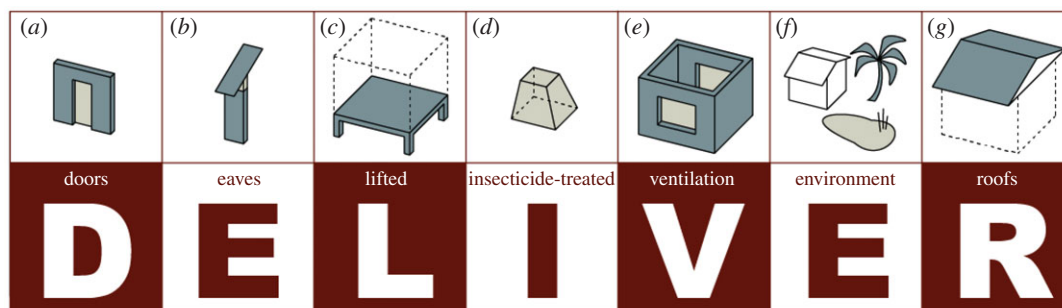 (a) (b) (c) (d) (e) (f) (g)
doors eaves lifted insecticide-treated ventilation environment roofs
D E L I V E R